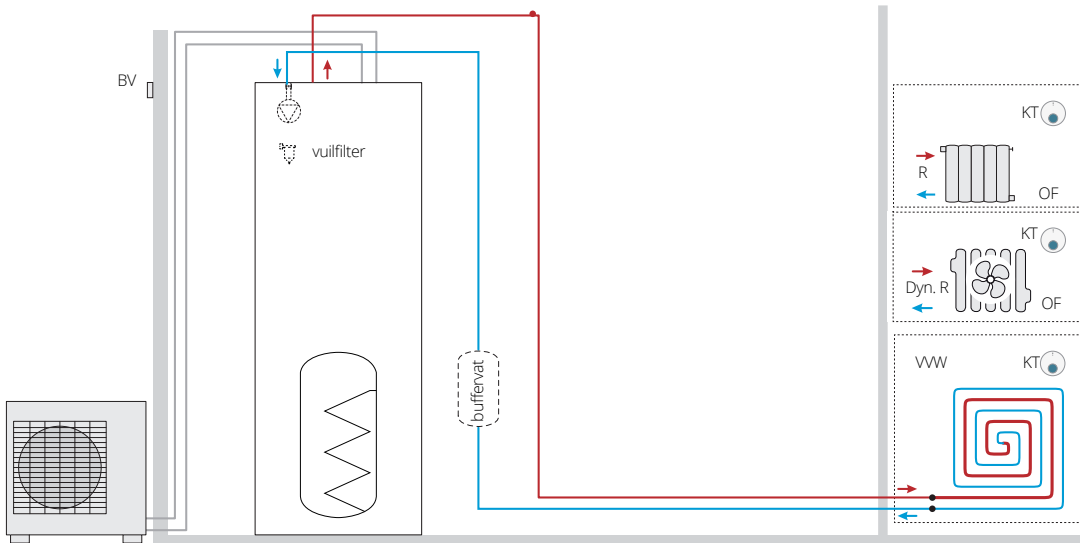 BV
vuilfilter
buffervat
KT
R
OF
KT
Dyn. R
OF
VVW
KT